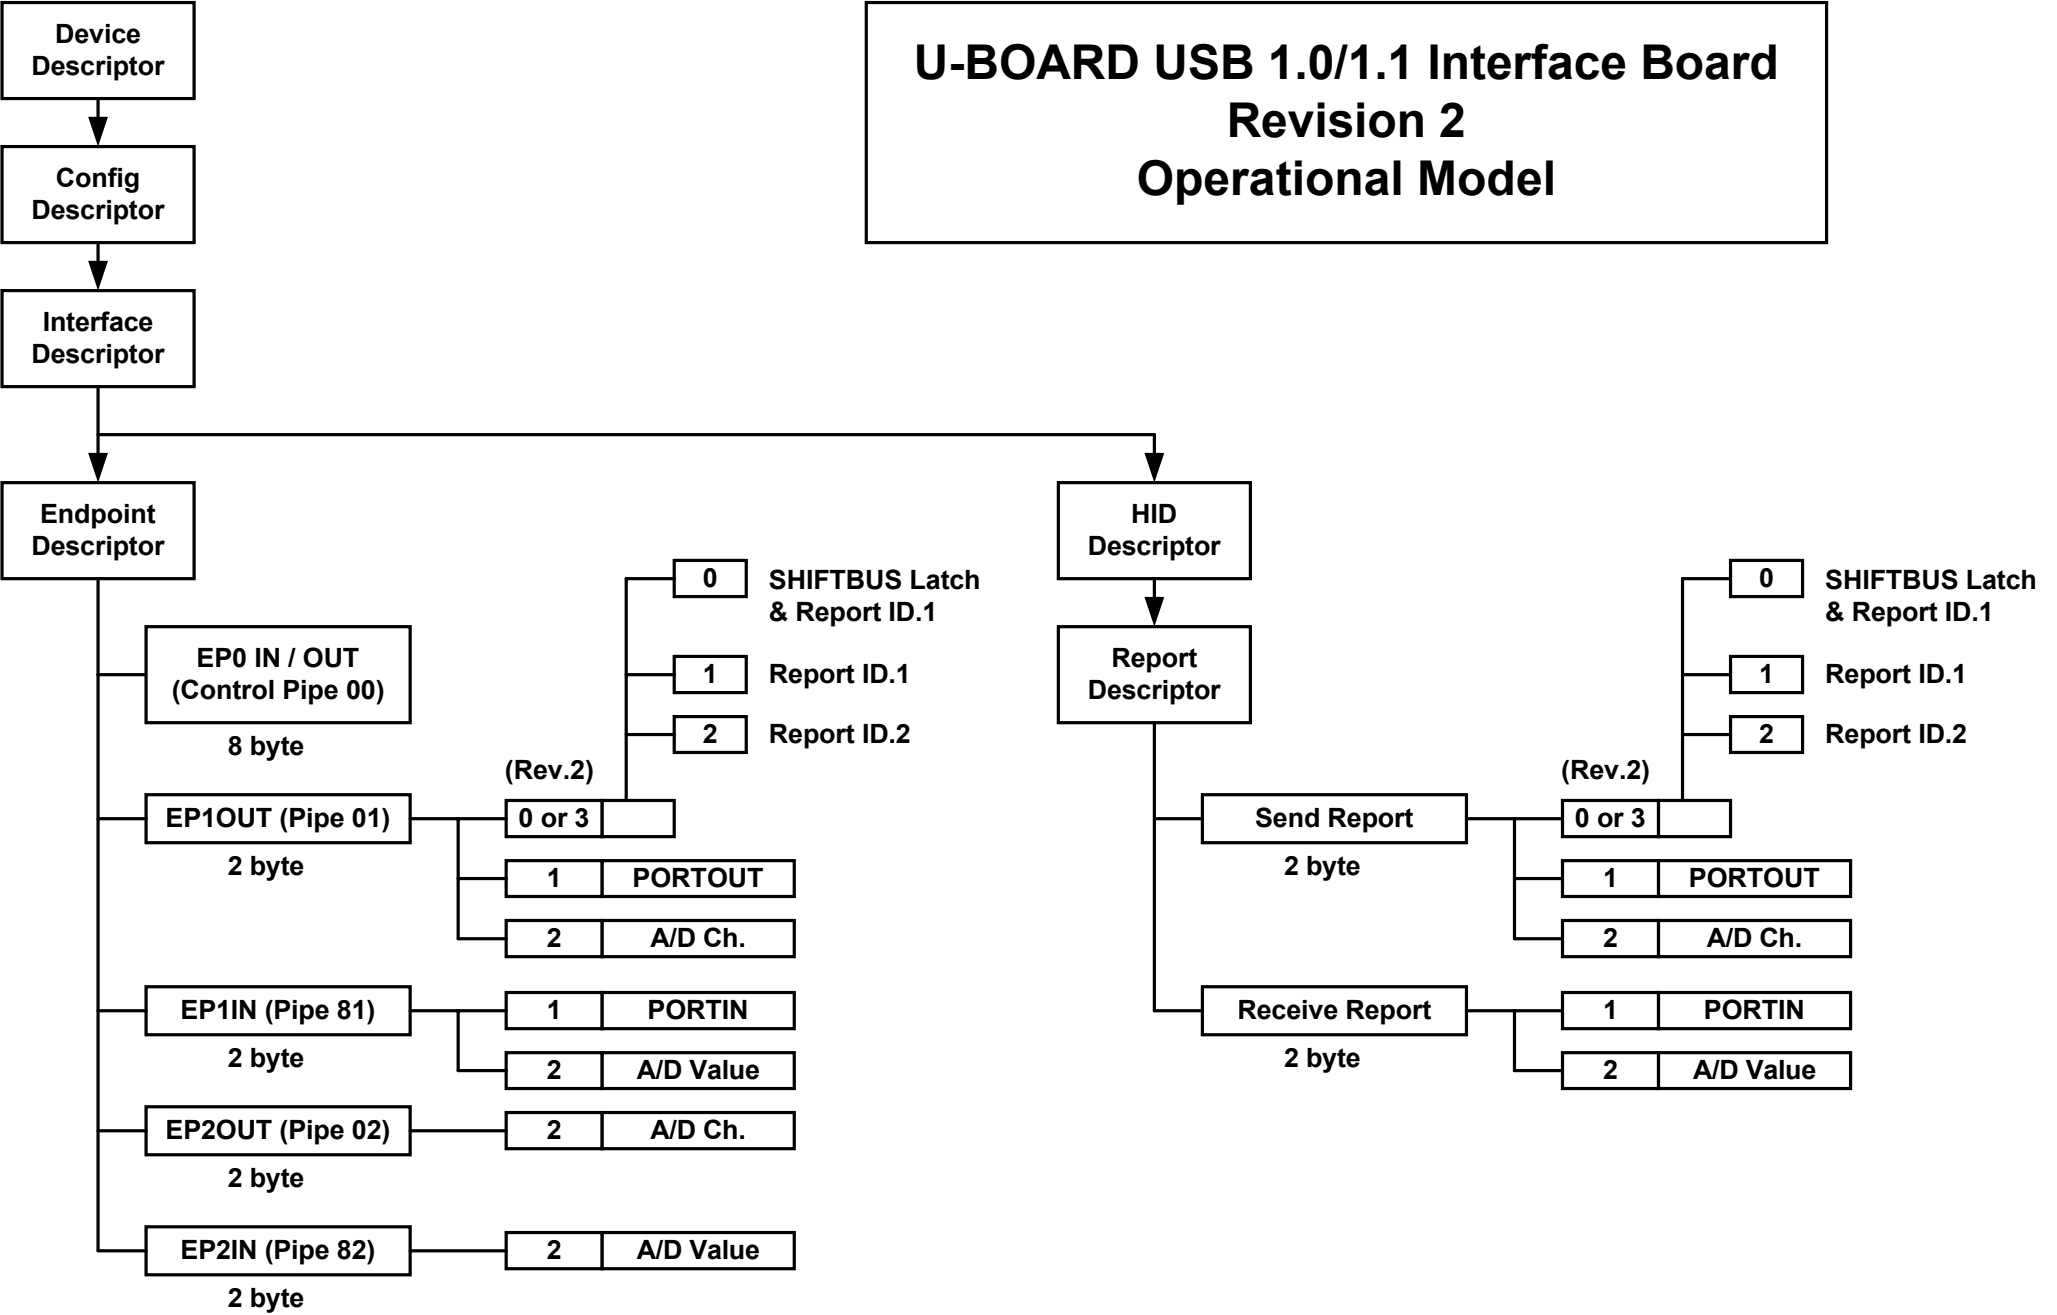 Device
Descriptor
U-BOARD USB 1.0/1.1 Interface Board
Revision 2
Operational Model
Config
Descriptor
Interface
Descriptor
Endpoint
Descriptor
EP0 IN / OUT
(Control Pipe 00)
8 byte
EP1OUT (Pipe 01)
2 byte
(Rev.2)
0 or 3
0
SHIFTBUS Latch
& Report ID.1
1
Report ID.1
2
Report ID.2
1 PORTOUT
2 A/D Ch.
EP1IN (Pipe 81)
2 byte
1 PORTIN
2 A/D Value
EP2OUT (Pipe 02)
2 byte
2 A/D Ch.
EP2IN (Pipe 82)
2 byte
2 A/D Value
HID
Descriptor
Report
Descriptor
Send Report
2 byte
(Rev.2)
0 or 3
0
SHIFTBUS Latch
& Report ID.1
1
Report ID.1
2
Report ID.2
1 PORTOUT
2 A/D Ch.
Receive Report
2 byte
1 PORTIN
2 A/D Value